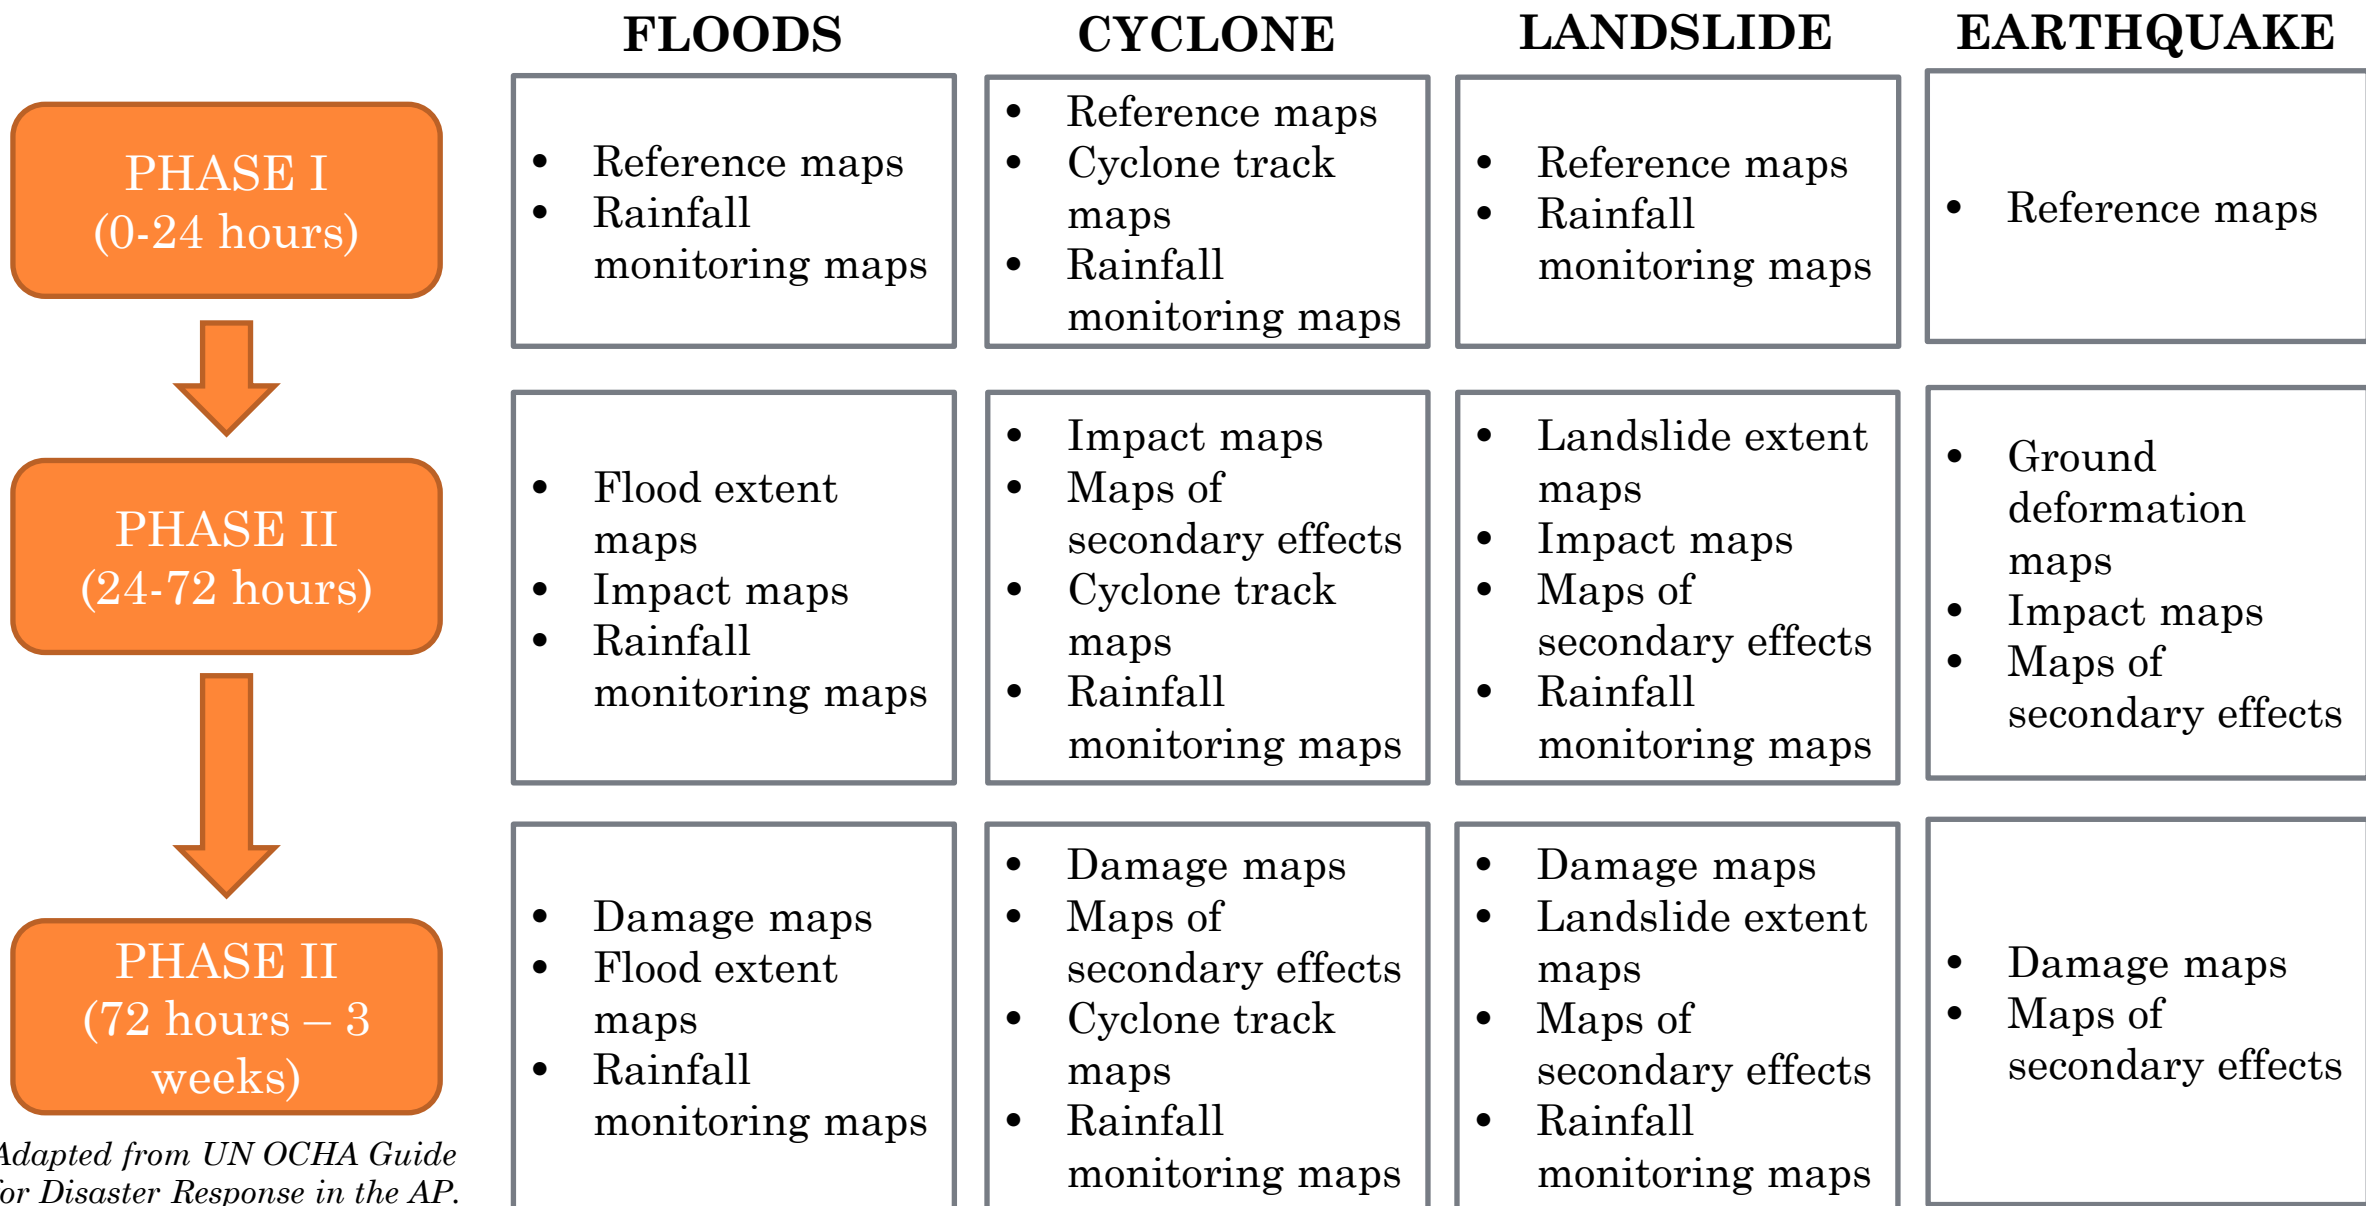 FLOODS
CYCLONE
LANDSLIDE
EARTHQUAKE
PHASE I
(0-24 hours)
• Reference maps
• Rainfall
monitoring maps
• Reference maps
• Cyclone track
maps
• Rainfall
monitoring maps
• Reference maps
• Rainfall
monitoring maps
• Reference maps
PHASE II
(24-72 hours)
• Flood extent
maps
• Impact maps
• Rainfall
monitoring maps
• Impact maps
• Maps of
secondary effects
• Cyclone track
maps
• Rainfall
monitoring maps
• Landslide extent
maps
• Impact maps
• Maps of
secondary effects
• Rainfall
monitoring maps
• Ground
deformation
maps
• Impact maps
• Maps of
secondary effects
PHASE II
(72 hours – 3
weeks)
• Damage maps
• Flood extent
maps
• Rainfall
monitoring maps
• Damage maps
• Maps of
secondary effects
• Cyclone track
maps
• Rainfall
monitoring maps
• Damage maps
• Landslide extent
maps
• Maps of
secondary effects
• Rainfall
monitoring maps
• Damage maps
• Maps of
secondary effects
Adapted from UN OCHA Guide
for Disaster Response in the AP.